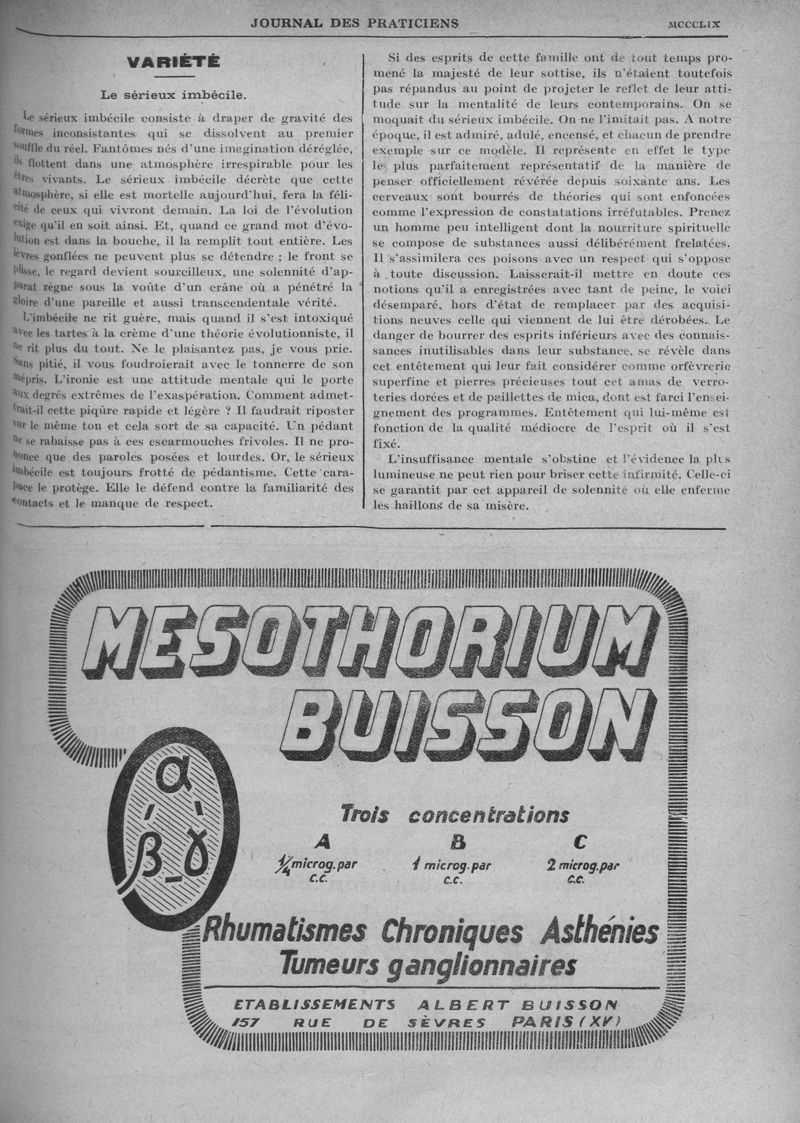 JOURNAL DES PRATICIENS
MCCCLIX
VARIÉTÉ
Le sérieux imbécile.
Le sérieux imbécile consiste à draper de gravité des
formes inconsistantes qui se dissolvent au premier
souffle du réel. Fantômes nés d'une imagination déréglée,
ils flottent dans une atmosphère irrespirable pour les
êtres vivants. Le sérieux imbécile décrète que cette
atmosphère, si elle est mortelle aujourd'hui, fera la féli-
cité de ceux qui vivront demain. La loi de l'évolution
exige qu'il en soit ainsi. Et, quand ce grand mot d'évo-
lution est dans la bouche, il la remplit tout entière. Les
lèvres gonflées ne peuvent plus se détendre ; le front se
plisse, le regard devient sourcilleux, une solennité d'ap-
parat règne sous la voûte d'un crâne où a pénétré la
gloire d'une pareille et aussi transcendentale vérité.
L'imbécile ne rit guère, mais quand il s'est intoxiqué
avec les tartes à la crème d'une théorie évolutionniste, il
ne rit plus du tout. Ne le plaisantez pas, je vous prie.
Sans pitié, il vous foudroierait avec le tonnerre de son
mépris. L'ironie est une attitude mentale qui le porte
aux degrés extrêmes de l'exaspération. Comment admet-
trait-il cette piqûre rapide et légère ? Il faudrait riposter
sur le même ton et cela sort de sa capacité. Un pédant
ne se rabaisse pas à ces escarmouches frivoles. Il ne pro-
nonce que des paroles posées et lourdes. Or, le sérieux
imbécile est toujours frotté de pédantisme. Cette cara-
pace le protège. Elle le défend contre la familiarité des
contacts et le manque de respect.
Si des esprits de cette famille ont de tout temps pro-
mené la majesté de leur sottise, ils n'étaient toutefois
pas répandus au point de projeter le reflet de leur atti-
tude sur la mentalité de leurs contemporains. On se
moquait du sérieux imbécile. On ne l'imitait pas. A notre
époque, il est admiré, adulé, encensé, et chacun de prendre
exemple sur ce modèle. Il représente en effet le type
le plus parfaitement représentatif de la manière de
penser officiellement révérée depuis soixante ans. Les
cerveaux sont bourrés de théories qui sont enfoncées
comme l'expression de constatations irréfutables. Prenez
un homme peu intelligent dont la nourriture spirituelle
se compose de substances aussi délibérément frelatées.
Il s'assimilera ces poisons avec un respect qui s'oppose
à toute discussion. Laisserait-il mettre en doute ces
notions qu'il a enregistrées avec tant de peine, le voici
désemparé, hors d'état de remplacer par des acquisi-
tions neuves celle qui viennent de lui être dérobées. Le
danger de bourrer des esprits inférieurs avec des connais-
sances inutilisables dans leur substance, se révèle dans
cet entêtement qui leur fait considérer comme orfèvrerie
superfine et pierres précieuses tout cet amas de verro-
teries dorées et de paillettes de mica, dont est farci l'ensei-
gnement des programmes. Entêtement qui lui-même est
fonction de la qualité médiocre de l'esprit où il s'est
fixé.
L'insuffisance mentale s'obstine et l'évidence la plus
lumineuse ne peut rien pour briser cette infirmité. Celle-ci
se garantit par cet appareil de solennité où elle enferme
les haillons de sa misère.
MESOTHORIUM
BUISSON
α
β γ
Trois concentrations
A B C
1/4 microg. par 1 microg. par 2 microg. par
c.c. c.c. c.c.
Rhumatismes Chroniques Asthénies
Tumeurs ganglionnaires
ETABLISSEMENTS ALBERT BUISSON
157 RUE DE SÈVRES PARIS (XV)